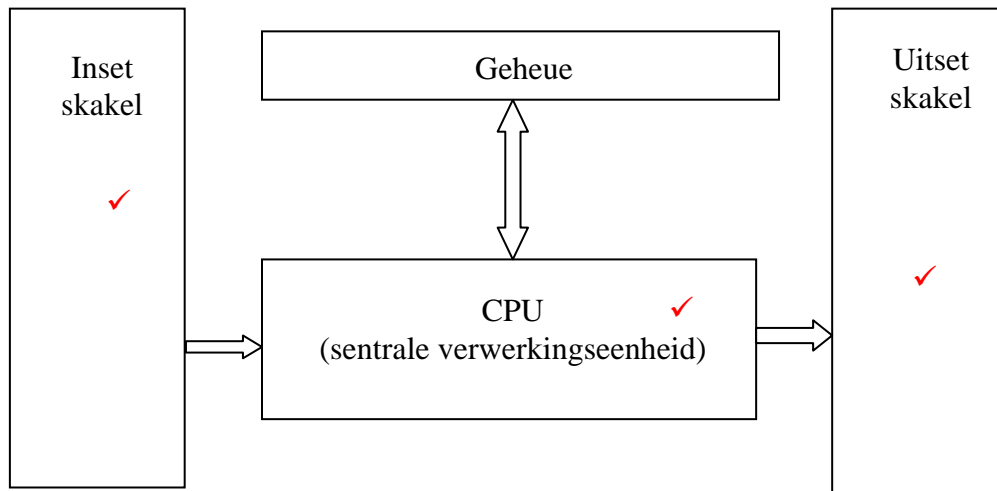 Inset
skakel
Geheue
CPU
(sentrale verwerkingseenheid)
Uitset
skakel